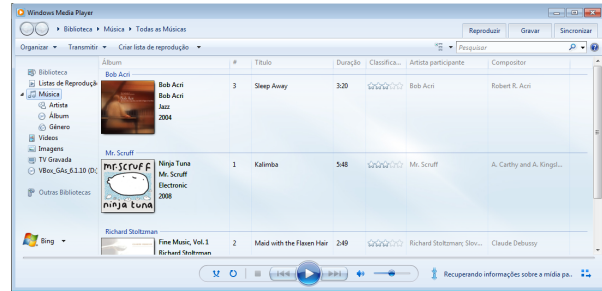 Windows Media Player
Biblioteca ▸ Música ▸ Todas as Músicas
Reproduzir Gravar Sincronizar
Organizar Transmitir Criar lista de reprodução Pesquisar
Álbum # Título Duração Classifica... Artista participante Compositor
Biblioteca
Listas de Reproduçã
Música
Artista
Álbum
Gênero
Vídeos
Imagens
TV Gravada
VBox_GAs_6.1.10 (D:(
Outras Bibliotecas
Bing
Bob Acri
Bob Acri 3 Sleep Away 3:20 Bob Acri Robert R. Acri
Bob Acri
Jazz
2004
Mr. Scruff
mr.scruff
ninja tuna
Ninja Tuna 1 Kalimba 5:48 Mr. Scruff A. Carthy and A. Kingsl...
Mr. Scruff
Electronic
2008
Richard Stoltzman
Fine Music, Vol. 1 2 Maid with the Flaxen Hair 2:49 Richard Stoltzman; Slov... Claude Debussy
Richard Stoltzman
Recuperando informações sobre a mídia pa..